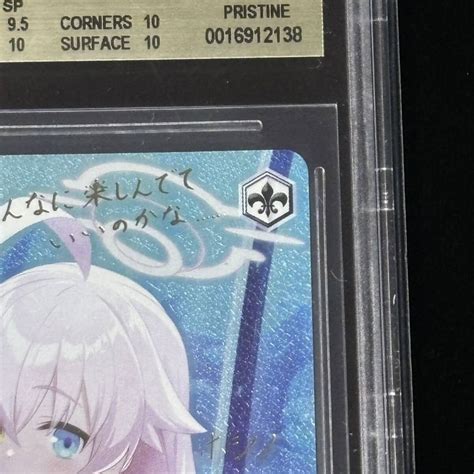 SP
PRISTINE
9.5 CORNERS 10
10 SURFACE 10
0016912138
んなに楽しんでて
いいのかな……